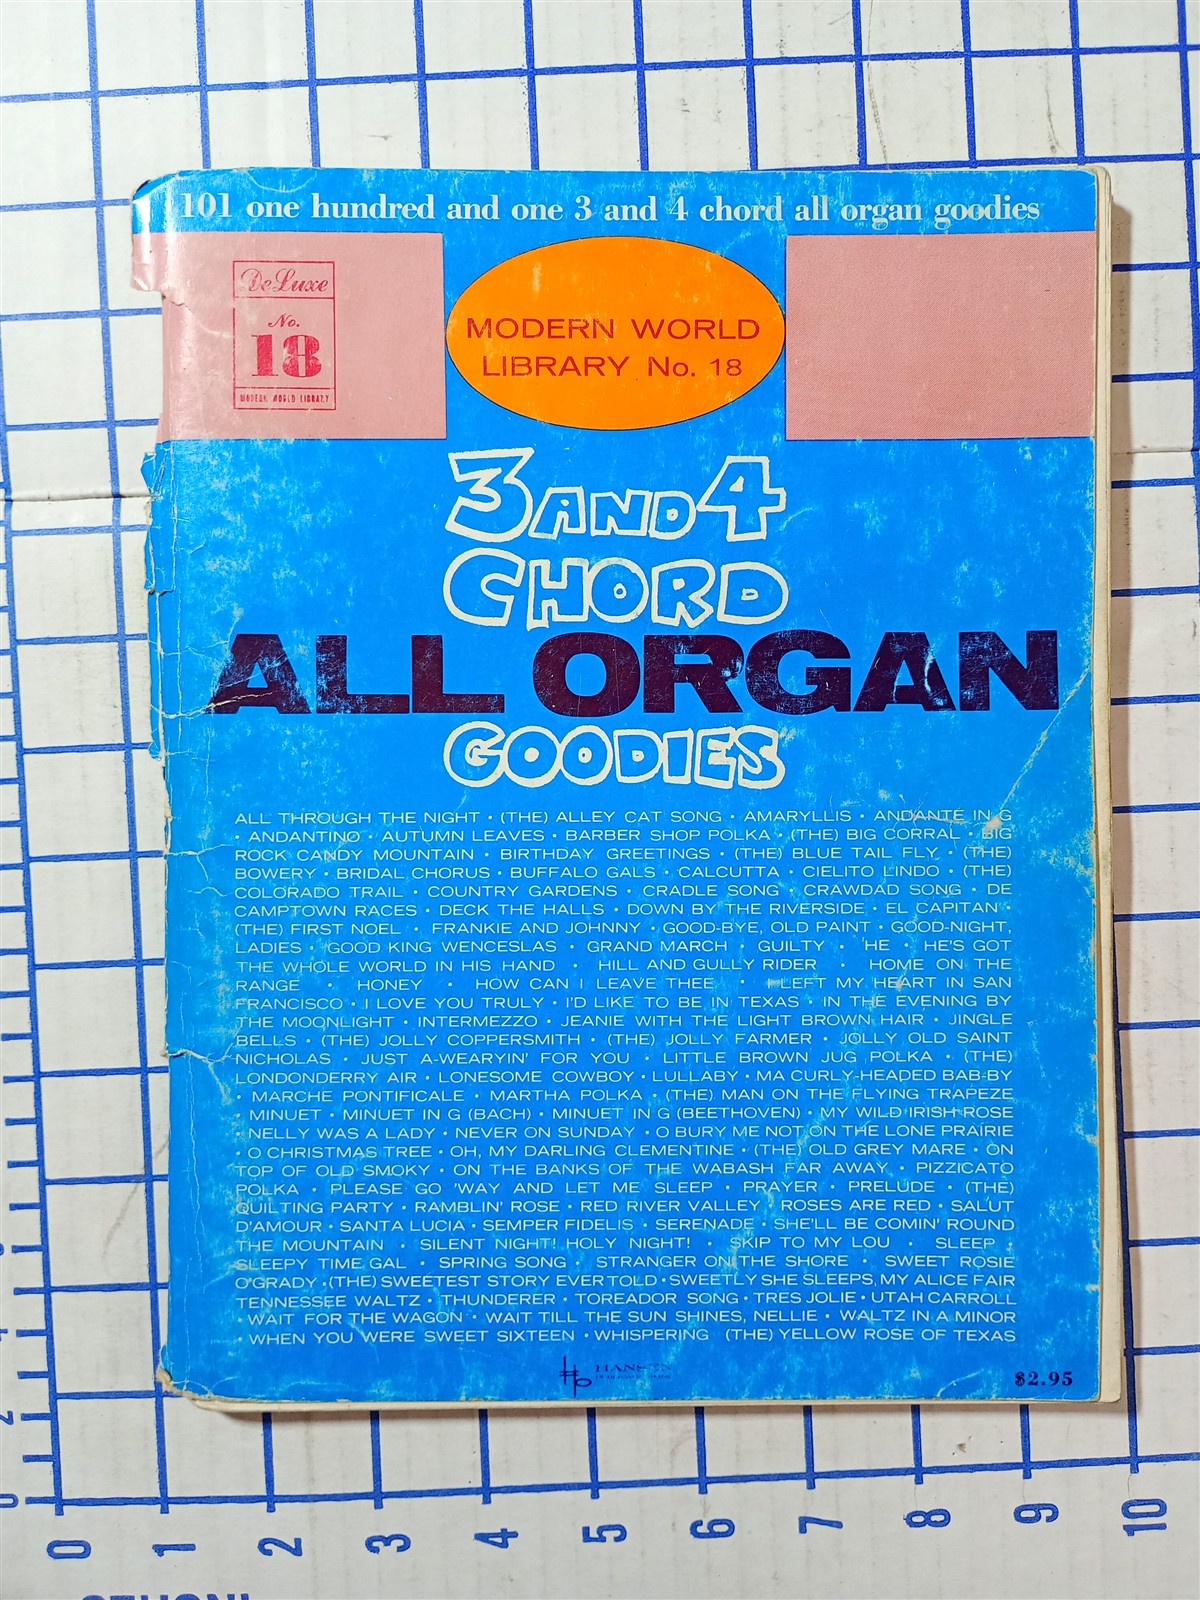 101 one hundred and one 3 and 4 chord all organ goodies
DeLuxe
No.
18
MODERN WORLD LIBRARY
MODERN WORLD
LIBRARY No. 18
3 AND 4
CHORD
ALL ORGAN
GOODIES
ALL THROUGH THE NIGHT • (THE) ALLEY CAT SONG • AMARYLLIS • ANDANTE IN G
• ANDANTINO • AUTUMN LEAVES • BARBER SHOP POLKA • (THE) BIG CORRAL • BIG
ROCK CANDY MOUNTAIN • BIRTHDAY GREETINGS • (THE) BLUE TAIL FLY • (THE)
BOWERY • BRIDAL CHORUS • BUFFALO GALS • CALCUTTA • CIELITO LINDO • (THE)
COLORADO TRAIL • COUNTRY GARDENS • CRADLE SONG • CRAWDAD SONG • DE
CAMPTOWN RACES • DECK THE HALLS • DOWN BY THE RIVERSIDE • EL CAPITAN •
(THE) FIRST NOEL • FRANKIE AND JOHNNY • GOOD-BYE, OLD PAINT • GOOD-NIGHT,
LADIES • GOOD KING WENCESLAS • GRAND MARCH • GUILTY • HE • HE'S GOT
THE WHOLE WORLD IN HIS HAND • HILL AND GULLY RIDER • HOME ON THE
RANGE • HONEY • HOW CAN I LEAVE THEE • I LEFT MY HEART IN SAN
FRANCISCO • I LOVE YOU TRULY • I'D LIKE TO BE IN TEXAS • IN THE EVENING BY
THE MOONLIGHT • INTERMEZZO • JEANIE WITH THE LIGHT BROWN HAIR • JINGLE
BELLS • (THE) JOLLY COPPERSMITH • (THE) JOLLY FARMER • JOLLY OLD SAINT
NICHOLAS • JUST A-WEARYIN' FOR YOU • LITTLE BROWN JUG POLKA • (THE)
LONDONDERRY AIR • LONESOME COWBOY • LULLABY • MA CURLY-HEADED BAB-BY
• MARCHE PONTIFICALE • MARTHA POLKA • (THE) MAN ON THE FLYING TRAPEZE
• MINUET • MINUET IN G (BACH) • MINUET IN G (BEETHOVEN) • MY WILD IRISH ROSE
• NELLY WAS A LADY • NEVER ON SUNDAY • O BURY ME NOT ON THE LONE PRAIRIE
• O CHRISTMAS TREE • OH, MY DARLING CLEMENTINE • (THE) OLD GREY MARE • ON
TOP OF OLD SMOKY • ON THE BANKS OF THE WABASH FAR AWAY • PIZZICATO
POLKA • PLEASE GO 'WAY AND LET ME SLEEP • PRAYER • PRELUDE • (THE)
QUILTING PARTY • RAMBLIN' ROSE • RED RIVER VALLEY • ROSES ARE RED • SALUT
D'AMOUR • SANTA LUCIA • SEMPER FIDELIS • SERENADE • SHE'LL BE COMIN' ROUND
THE MOUNTAIN • SILENT NIGHT! HOLY NIGHT! • SKIP TO MY LOU • SLEEP •
SLEEPY TIME GAL • SPRING SONG • STRANGER ON THE SHORE • SWEET ROSIE
O'GRADY • (THE) SWEETEST STORY EVER TOLD • SWEETLY SHE SLEEPS, MY ALICE FAIR
TENNESSEE WALTZ • THUNDERER • TOREADOR SONG • TRES JOLIE • UTAH CARROLL
• WAIT FOR THE WAGON • WAIT TILL THE SUN SHINES, NELLIE • WALTZ IN A MINOR
• WHEN YOU WERE SWEET SIXTEEN • WHISPERING (THE) YELLOW ROSE OF TEXAS
HANSEN
$2.95
0 1 2 3 4 5 6 7 8 9 10